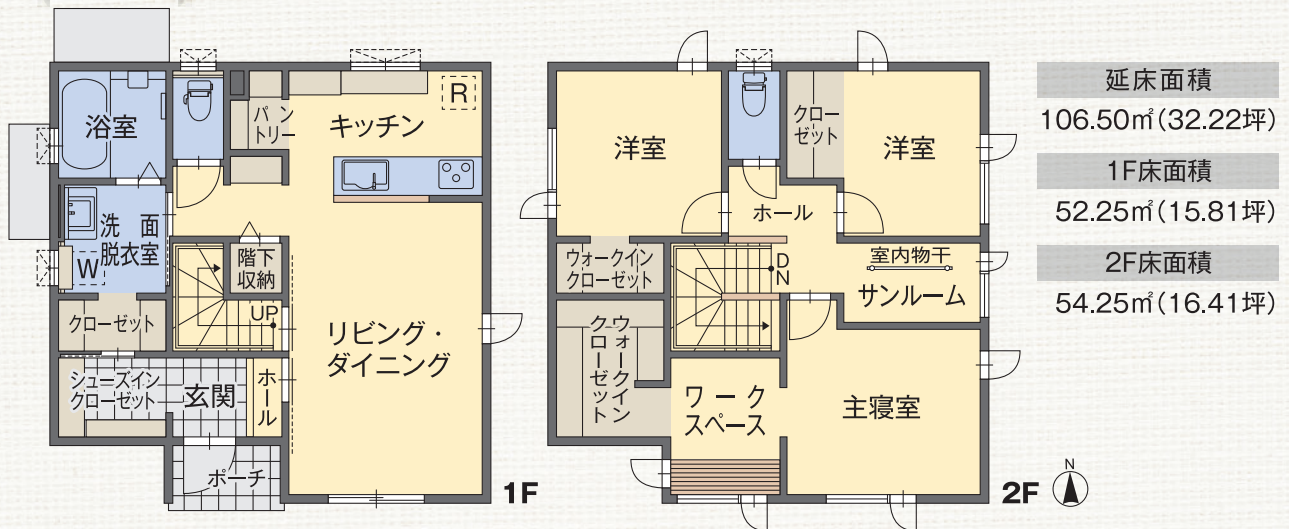 浴室
パン
トリー
キッチン
R
洗面
脱衣室
W
階下
収納
クローゼット
UP
リビング・
ダイニング
シューズイン
クローゼット
玄関
ホール
ポーチ
1F
洋室
クロー
ゼット
洋室
ホール
ウォークイン
クローゼット
DN
室内物干
サンルーム
ウォークイン
クローゼット
ワーク
スペース
主寝室
2F
N
延床面積
106.50㎡(32.22坪)
1F床面積
52.25㎡(15.81坪)
2F床面積
54.25㎡(16.41坪)